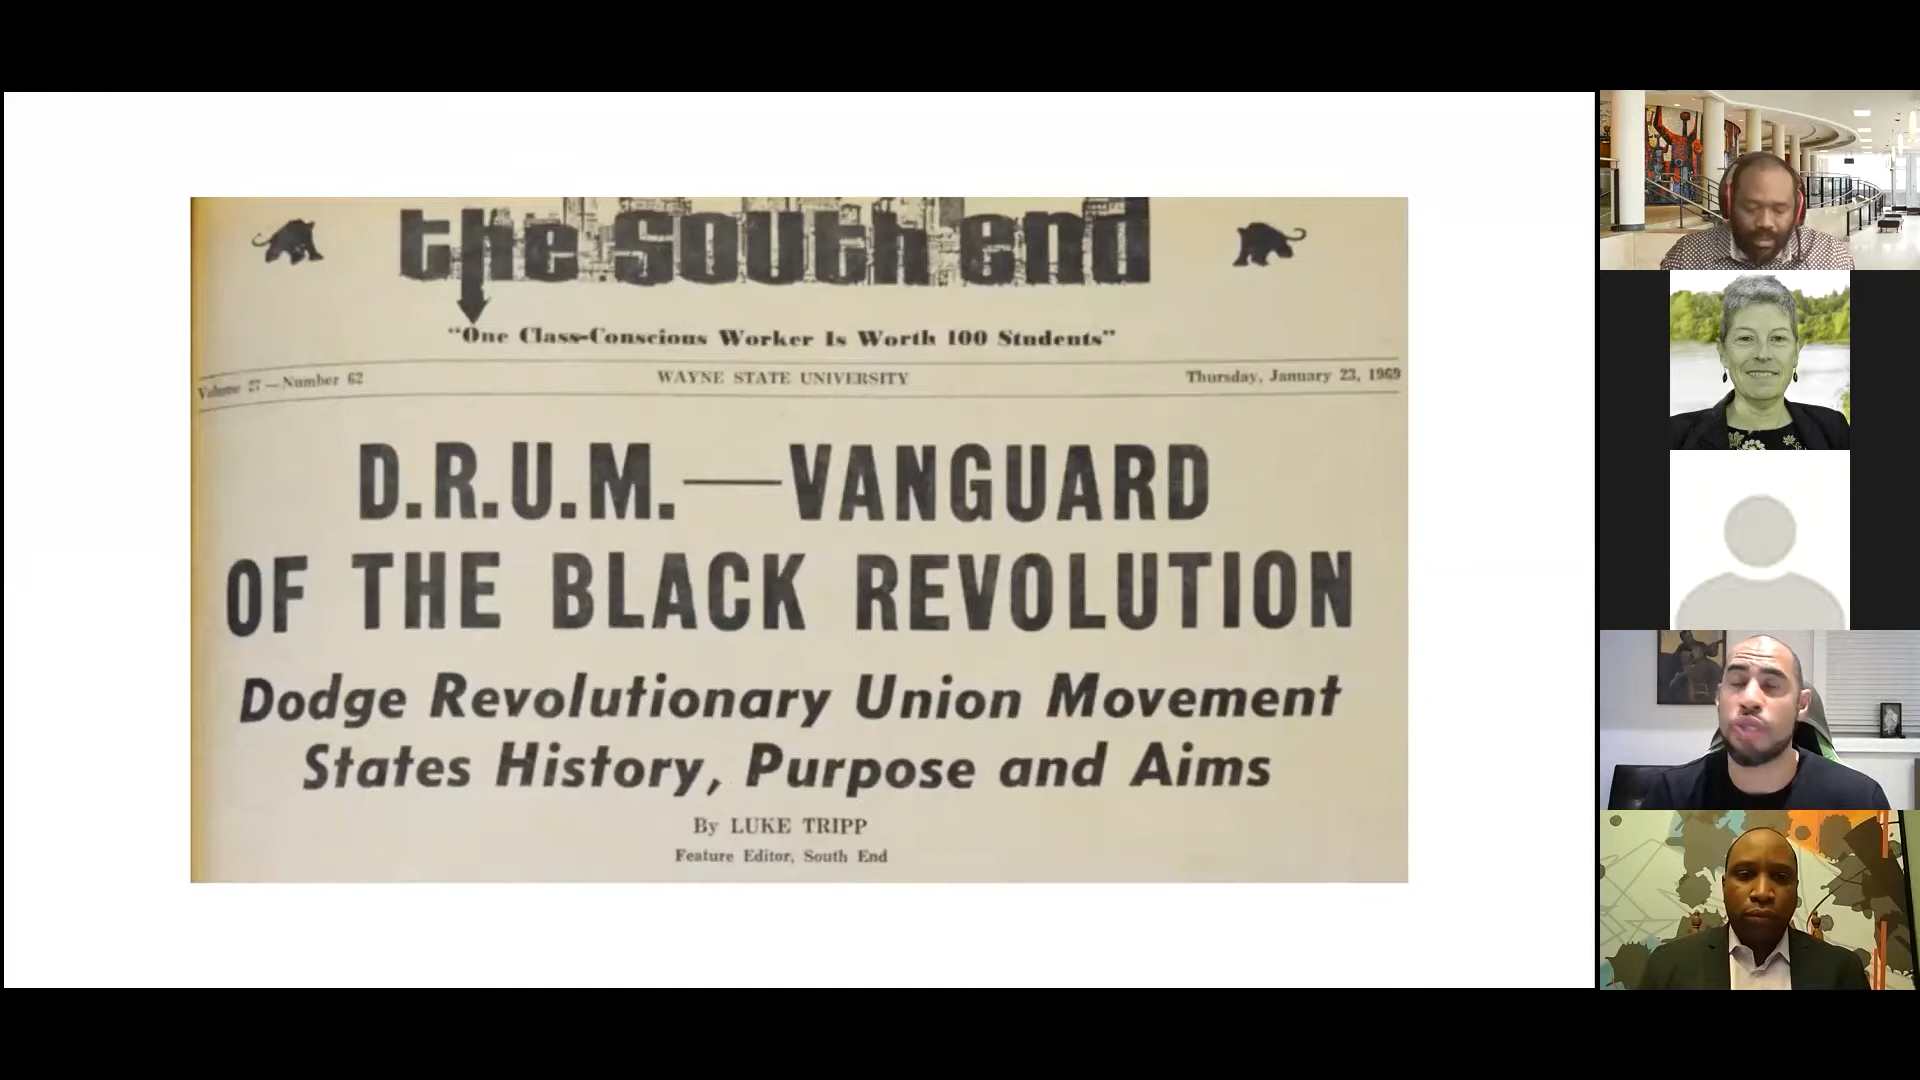 the south end
“One Class-Conscious Worker Is Worth 100 Students”
Volume 27—Number 62
WAYNE STATE UNIVERSITY
Thursday, January 23, 1969
D.R.U.M.—VANGUARD
OF THE BLACK REVOLUTION
Dodge Revolutionary Union Movement
States History, Purpose and Aims
By LUKE TRIPP
Feature Editor, South End